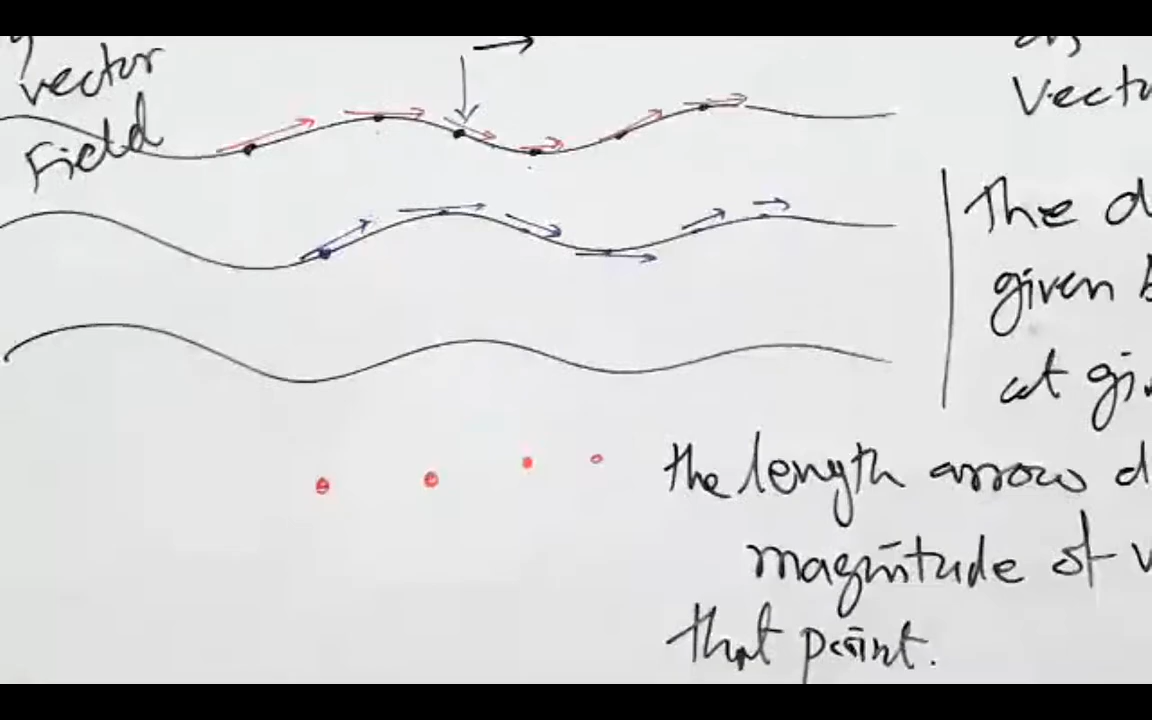 vector
Field
Vect
The d
given b
at gi
the length arrow d
magnitude of v
that point.